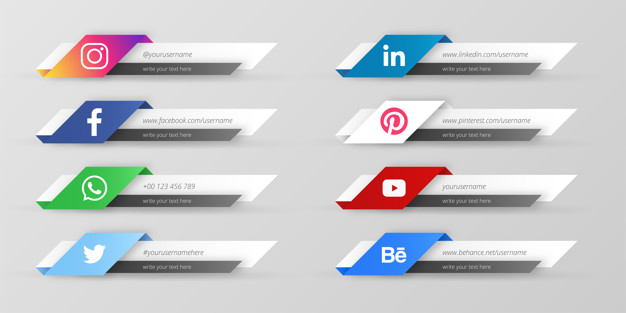 @yourusername
write your text here
www.facebook.com/username
write your text here
+00 123 456 789
write your text here
#yourusernamehere
write your text here
in
www.linkedin.com/username
write your text here
www.pinterest.com/username
write your text here
yourusername
write your text here
Bē
www.behance.net/username
write your text here